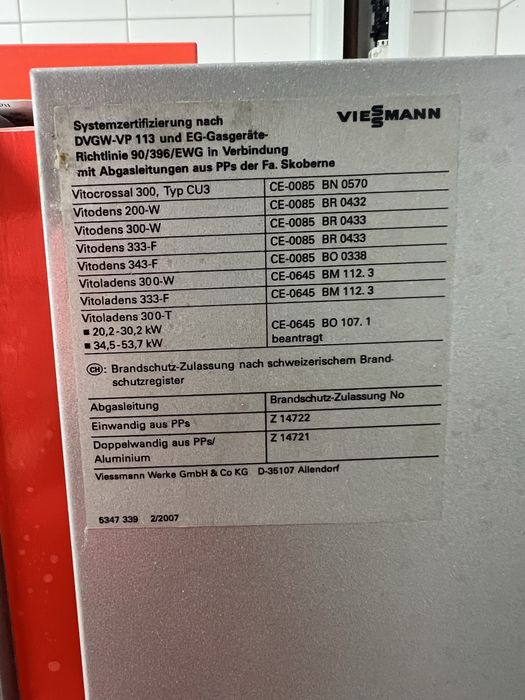 VIESSMANN
Systemzertifizierung nach
DVGW-VP 113 und EG-Gasgeräte-
Richtlinie 90/396/EWG in Verbindung
mit Abgasleitungen aus PPs der Fa. Skoberne
Vitocrossal 300, Typ CU3 CE-0085 BN 0570
Vitodens 200-W CE-0085 BR 0432
Vitodens 300-W CE-0085 BR 0433
Vitodens 333-F CE-0085 BR 0433
Vitodens 343-F CE-0085 BO 0338
Vitoladens 300-W CE-0645 BM 112. 3
Vitoladens 333-F CE-0645 BM 112. 3
Vitoladens 300-T
■ 20,2-30,2 kW CE-0645 BO 107. 1
■ 34,5-53,7 kW beantragt
CH: Brandschutz-Zulassung nach schweizerischem Brand-
schutzregister
Abgasleitung Brandschutz-Zulassung No
Einwandig aus PPs Z 14722
Doppelwandig aus PPs/ Z 14721
Aluminium
Viessmann Werke GmbH & Co KG D-35107 Allendorf
5347 339 2/2007